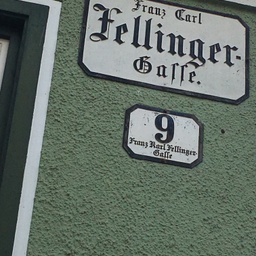 Franz Carl
Fellinger-
Gasse.
9
Franz Karl Fellinger-
Gasse